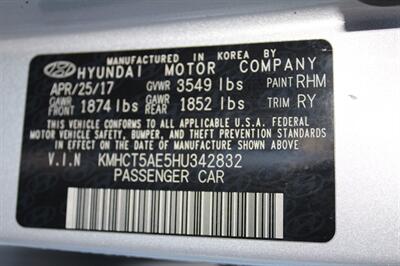 MANUFACTURED IN KOREA BY
HYUNDAI MOTOR COMPANY
APR/25/17 GVWR 3549 lbs PAINT RHM
GAWR FRONT 1874 lbs GAWR REAR 1852 lbs TRIM RY
THIS VEHICLE CONFORMS TO ALL APPLICABLE U.S.A. FEDERAL
MOTOR VEHICLE SAFETY, BUMPER, AND THEFT PREVENTION
STANDARDS IN EFFECT ON THE DATE OF MANUFACTURE SHOWN ABOVE
V.I.N KMHCT5AE5HU342832
PASSENGER CAR